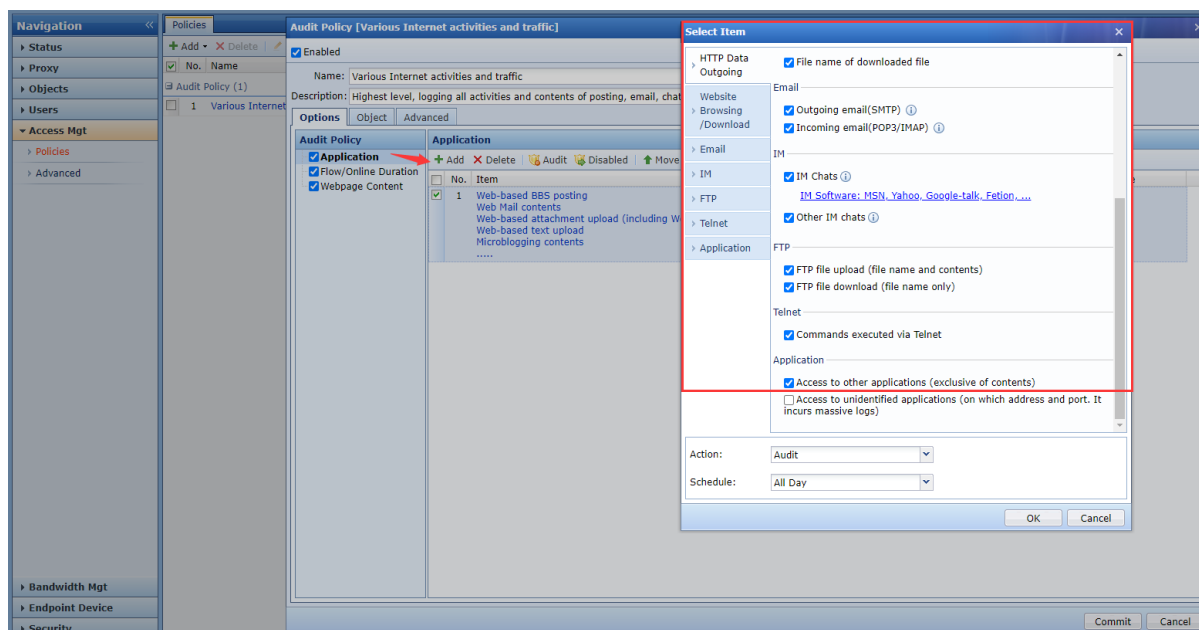 Navigation
Status
Proxy
Objects
Users
Access Mgt
Policies
Advanced
Bandwidth Mgt
Endpoint Device
Security
Policies
Add
Delete
No. Name
Audit Policy (1)
1 Various Internet
Audit Policy [Various Internet activities and traffic]
Enabled
Name: Various Internet activities and traffic
Description: Highest level, logging all activities and contents of posting, email, chat
Options Object Advanced
Audit Policy
Application
Flow/Online Duration
Webpage Content
Application
Add Delete Audit Disabled Move
No. Item
1 Web-based BBS posting
Web Mail contents
Web-based attachment upload (including W
Web-based text upload
Microblogging contents
.....
Select Item
HTTP Data
Outgoing
Website
Browsing
/Download
Email
IM
FTP
Telnet
Application
File name of downloaded file
Email
Outgoing email(SMTP)
Incoming email(POP3/IMAP)
IM
IM Chats
IM Software: MSN, Yahoo, Google-talk, Fetion, ...
Other IM chats
FTP
FTP file upload (file name and contents)
FTP file download (file name only)
Telnet
Commands executed via Telnet
Application
Access to other applications (exclusive of contents)
Access to unidentified applications (on which address and port. It
incurs massive logs)
Action: Audit
Schedule: All Day
OK Cancel
Commit Cancel